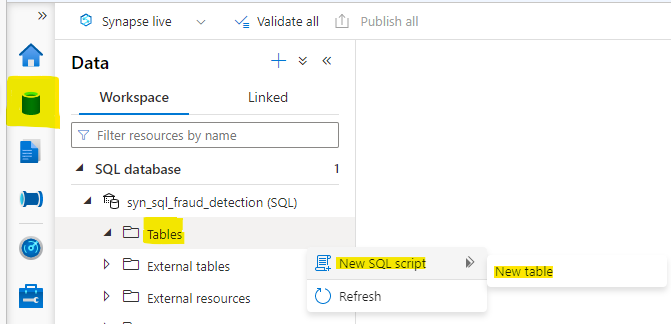 Synapse live
Validate all
Publish all
Data
Workspace
Linked
Filter resources by name
SQL database
1
syn_sql_fraud_detection (SQL)
Tables
New SQL script
New table
External tables
Refresh
External resources